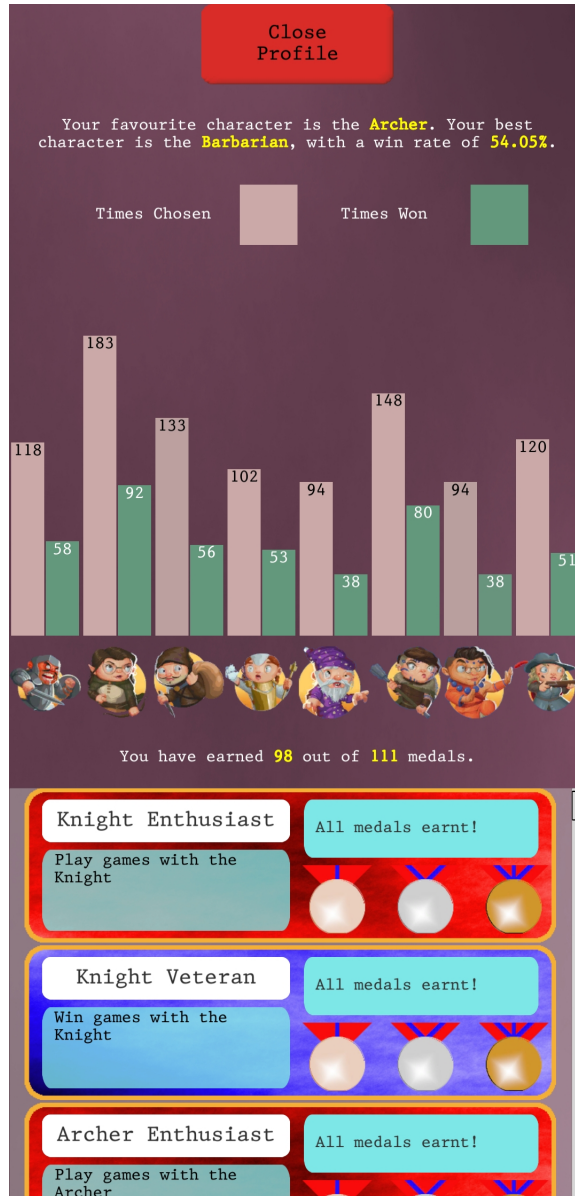 Close
Profile
Your favourite character is the Archer. Your best
character is the Barbarian, with a win rate of 54.05%.
Times Chosen
Times Won
118
58
183
92
133
56
102
53
94
38
148
80
94
38
120
51
You have earned 98 out of 111 medals.
Knight Enthusiast
All medals earnt!
Play games with the
Knight
Knight Veteran
All medals earnt!
Win games with the
Knight
Archer Enthusiast
All medals earnt!
Play games with the
Archer